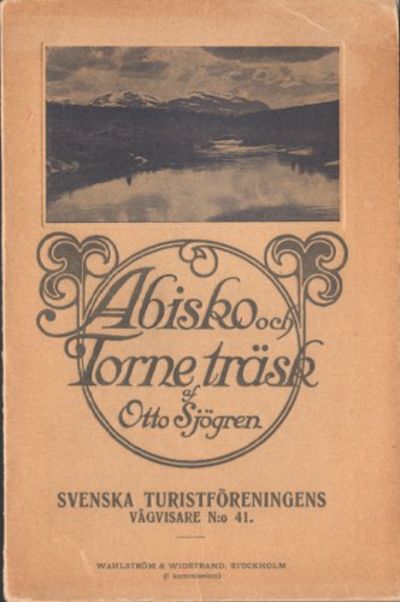 Abisko och
Torne träsk
af
Otto Sjögren
SVENSKA TURISTFÖRENINGENS
VÄGVISARE N:o 41.
WAHLSTRÖM & WIDSTRAND, STOCKHOLM
(i kommission)